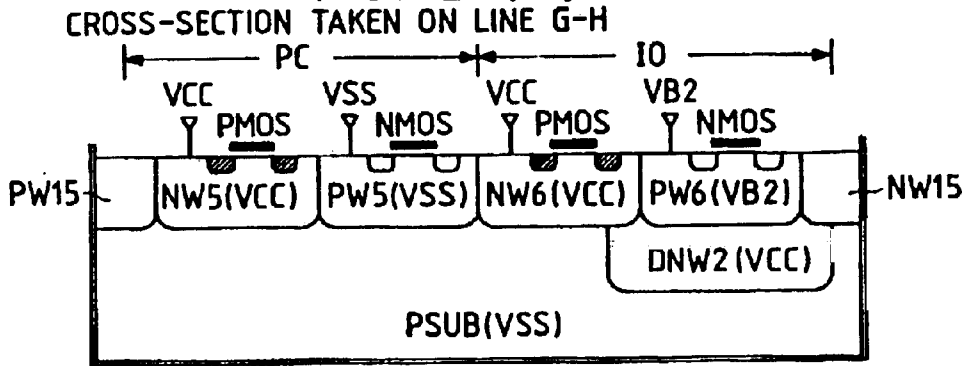 CROSS-SECTION TAKEN ON LINE G-H
PC IO
VCC VSS VCC VB2
PMOS NMOS PMOS NMOS
PW15 NW5(VCC) PW5(VSS) NW6(VCC) PW6(VB2) NW15
DNW2(VCC)
PSUB(VSS)